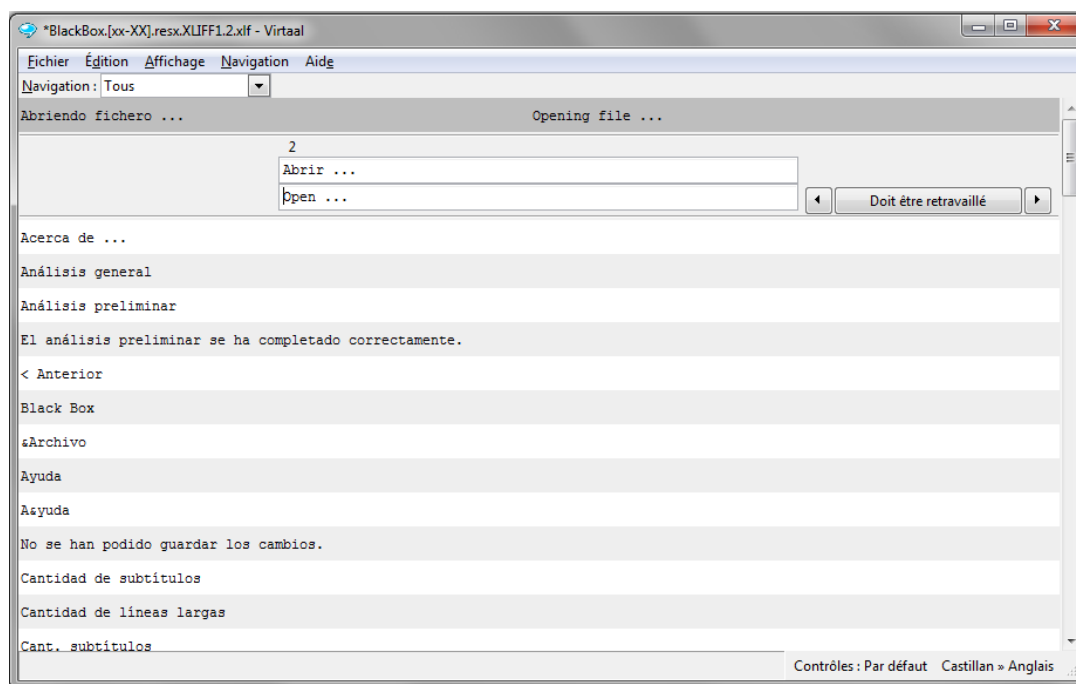 *BlackBox.[xx-XX].resx.XLIFF1.2.xlf - Virtaal
Fichier Édition Affichage Navigation Aide
Navigation : Tous
Abriendo fichero ... Opening file ...
2
Abrir ...
Open ...
Doit être retravaillé
Acerca de ...
Análisis general
Análisis preliminar
El análisis preliminar se ha completado correctamente.
< Anterior
Black Box
&Archivo
Ayuda
A&yuda
No se han podido guardar los cambios.
Cantidad de subtítulos
Cantidad de líneas largas
Cant. subtítulos
Contrôles : Par défaut Castillan » Anglais